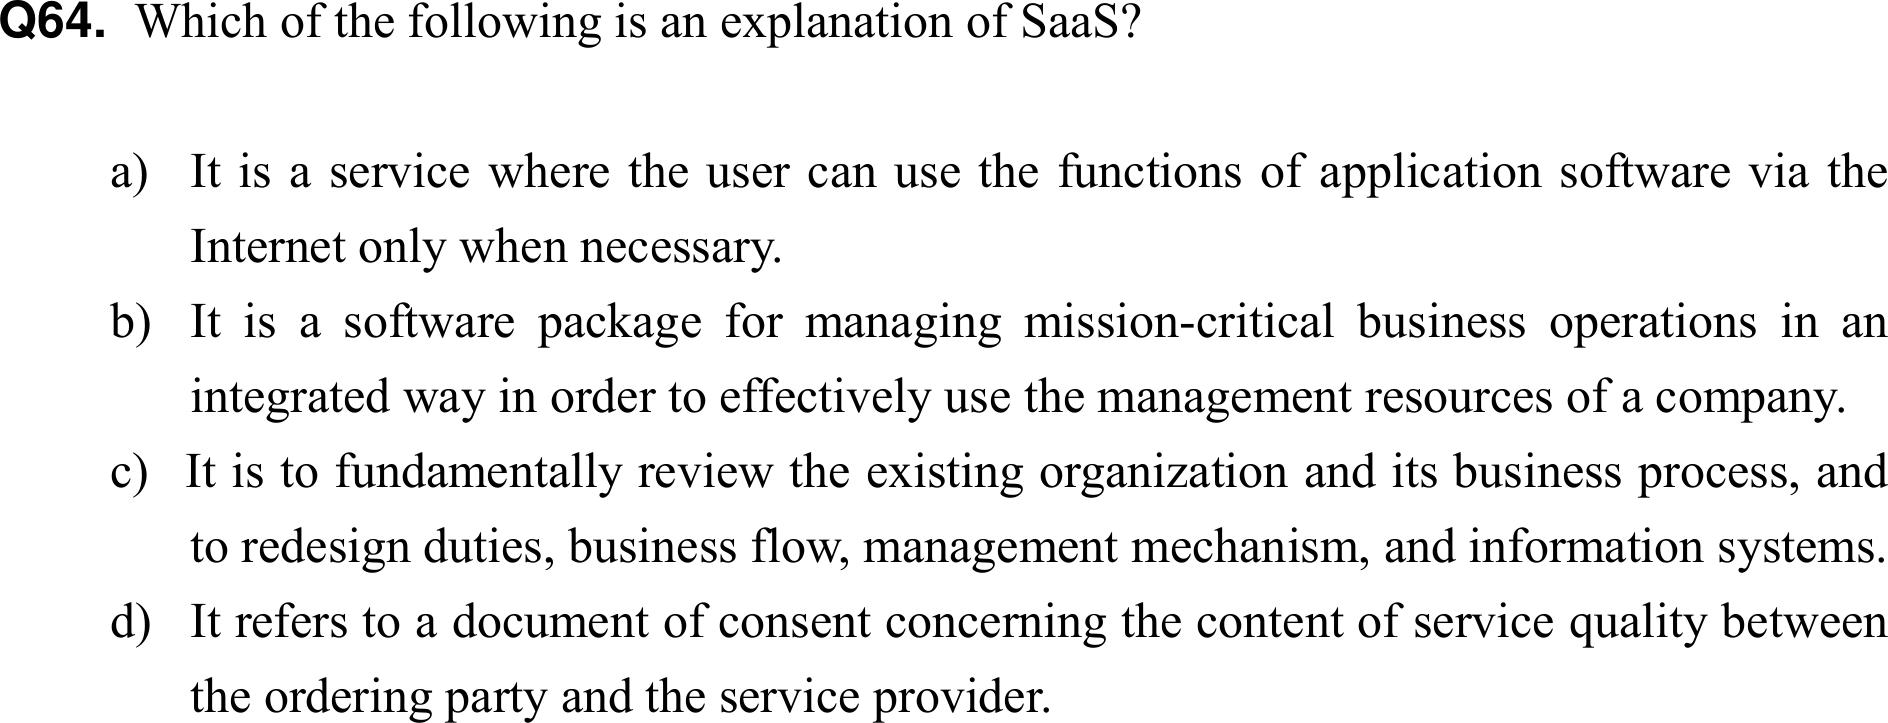 Q64. Which of the following is an explanation of SaaS?
a) It is a service where the user can use the functions of application software via the
Internet only when necessary.
b) It is a software package for managing mission-critical business operations in an
integrated way in order to effectively use the management resources of a company.
c) It is to fundamentally review the existing organization and its business process, and
to redesign duties, business flow, management mechanism, and information systems.
d) It refers to a document of consent concerning the content of service quality between
the ordering party and the service provider.